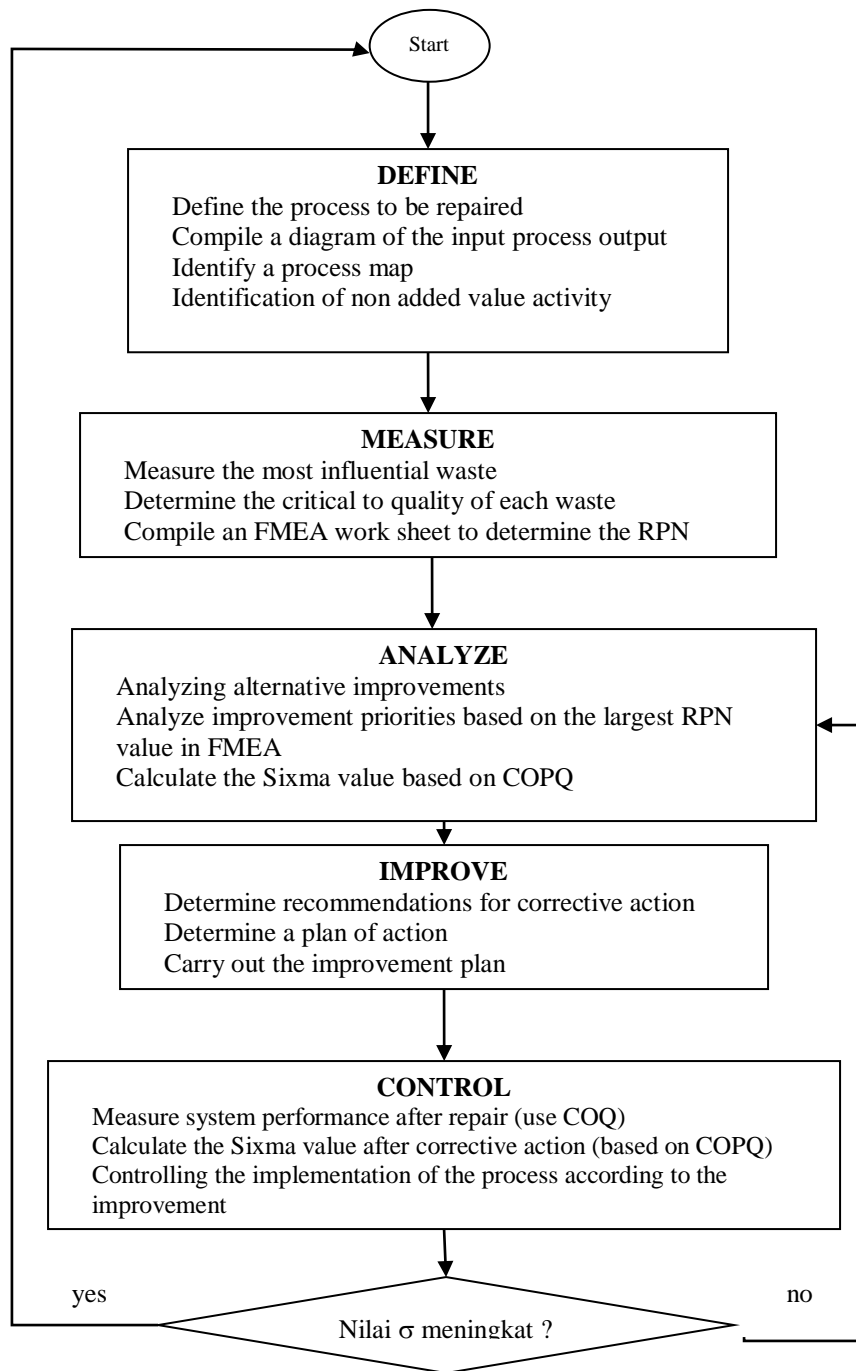 Start
DEFINE
Define the process to be repaired
Compile a diagram of the input process output
Identify a process map
Identification of non added value activity
MEASURE
Measure the most influential waste
Determine the critical to quality of each waste
Compile an FMEA work sheet to determine the RPN
ANALYZE
Analyzing alternative improvements
Analyze improvement priorities based on the largest RPN
value in FMEA
Calculate the Sixma value based on COPQ
IMPROVE
Determine recommendations for corrective action
Determine a plan of action
Carry out the improvement plan
CONTROL
Measure system performance after repair (use COQ)
Calculate the Sixma value after corrective action (based on COPQ)
Controlling the implementation of the process according to the
improvement
yes
no
Nilai σ meningkat ?